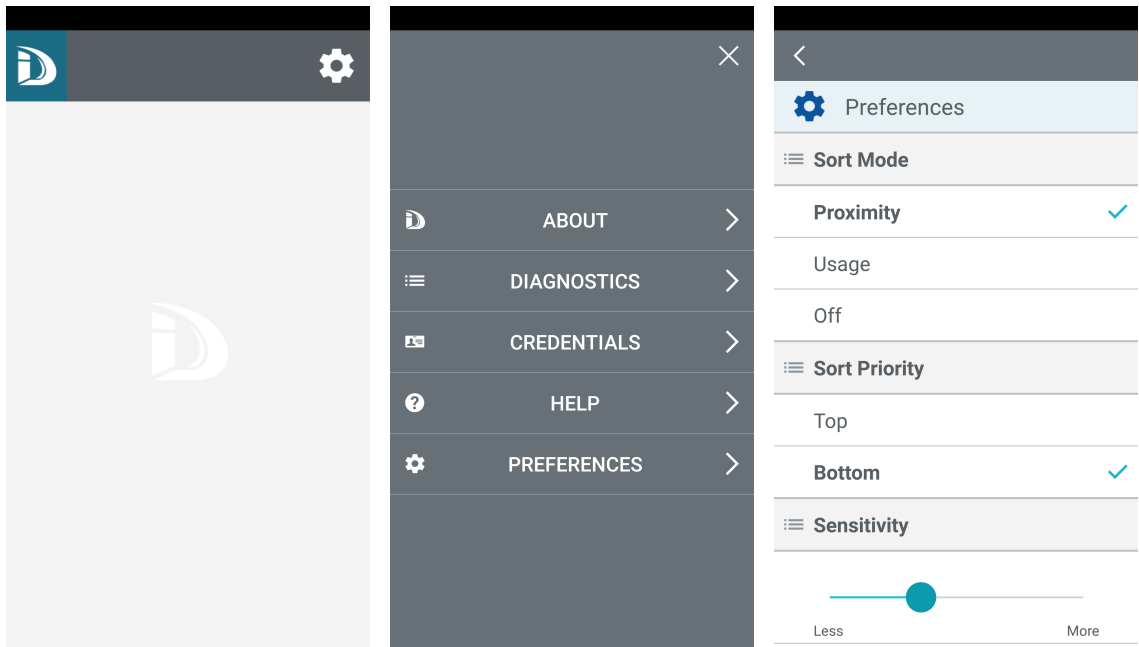 ABOUT
DIAGNOSTICS
CREDENTIALS
HELP
PREFERENCES
Preferences
Sort Mode
Proximity
Usage
Off
Sort Priority
Top
Bottom
Sensitivity
Less More